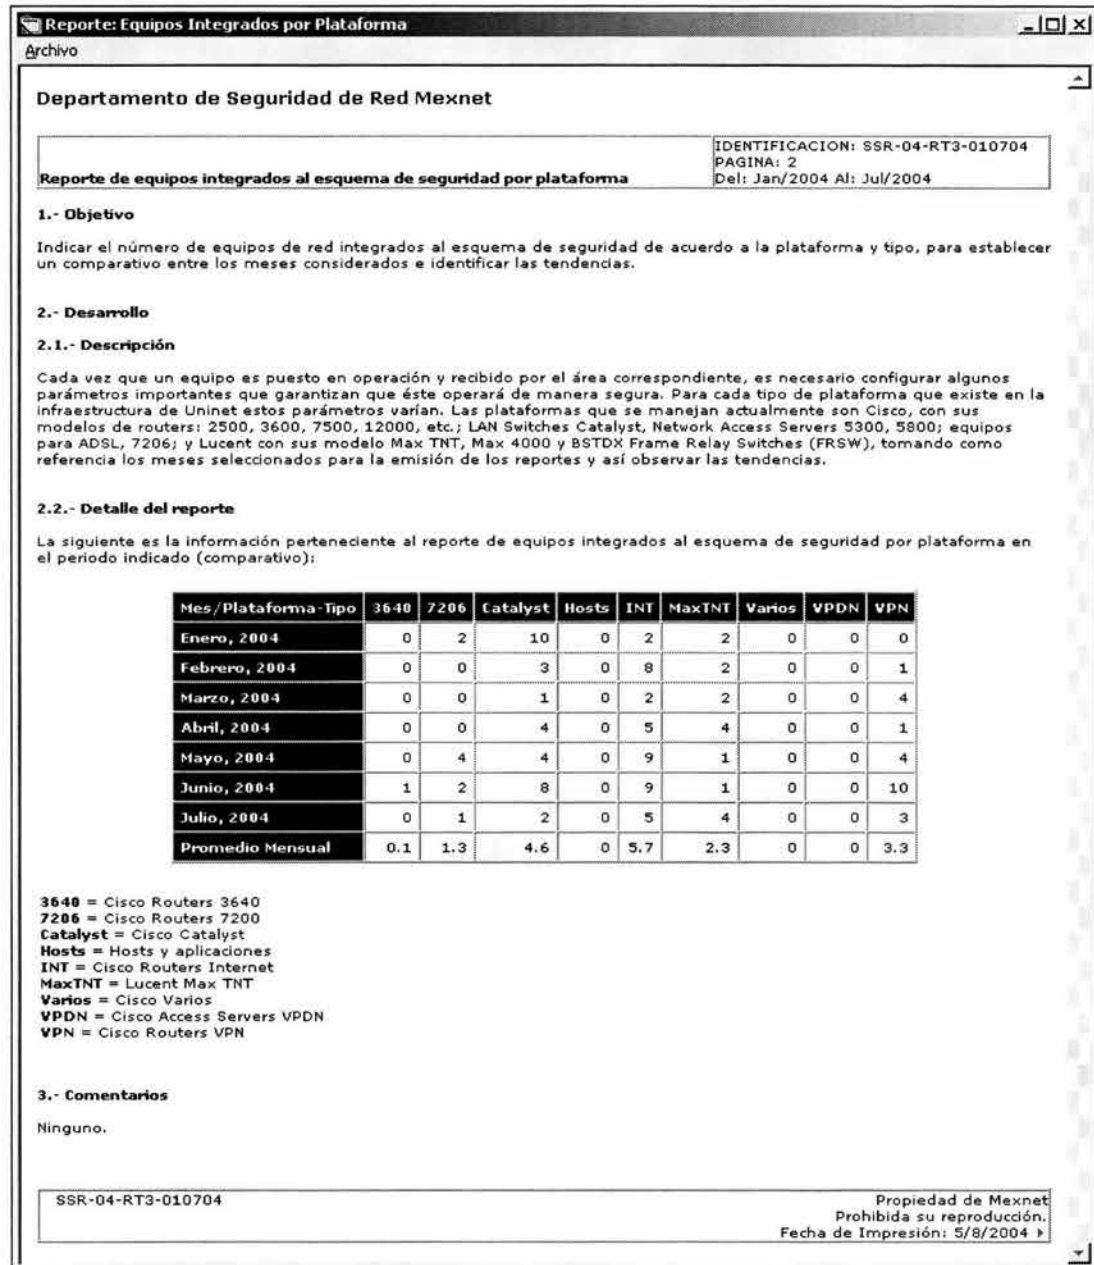 Reporte: Equipos Integrados por Plataforma
Archivo
Departamento de Seguridad de Red Mexnet
IDENTIFICACION: SSR-04-RT3-010704
PAGINA: 2
Reporte de equipos integrados al esquema de seguridad por plataforma Del: Jan/2004 Al: Jul/2004
1.- Objetivo
Indicar el número de equipos de red integrados al esquema de seguridad de acuerdo a la plataforma y tipo, para establecer
un comparativo entre los meses considerados e identificar las tendencias.
2.- Desarrollo
2.1.- Descripción
Cada vez que un equipo es puesto en operación y recibido por el área correspondiente, es necesario configurar algunos
parámetros importantes que garantizan que éste operará de manera segura. Para cada tipo de plataforma que existe en la
infraestructura de Uninet estos parámetros varían. Las plataformas que se manejan actualmente son Cisco, con sus
modelos de routers: 2500, 3600, 7500, 12000, etc.; LAN Switches Catalyst, Network Access Servers 5300, 5800; equipos
para ADSL, 7206; y Lucent con sus modelo Max TNT, Max 4000 y BSTDX Frame Relay Switches (FRSW), tomando como
referencia los meses seleccionados para la emisión de los reportes y así observar las tendencias.
2.2.- Detalle del reporte
La siguiente es la información perteneciente al reporte de equipos integrados al esquema de seguridad por plataforma en
el periodo indicado (comparativo):
Mes/Plataforma-Tipo 3640 7206 Catalyst Hosts INT MaxTNT Varios VPDN VPN
Enero, 2004 0 2 10 0 2 2 0 0 0
Febrero, 2004 0 0 3 0 8 2 0 0 1
Marzo, 2004 0 0 1 0 2 2 0 0 4
Abril, 2004 0 0 4 0 5 4 0 0 1
Mayo, 2004 0 4 4 0 9 1 0 0 4
Junio, 2004 1 2 8 0 9 1 0 0 10
Julio, 2004 0 1 2 0 5 4 0 0 3
Promedio Mensual 0.1 1.3 4.6 0 5.7 2.3 0 0 3.3
3640 = Cisco Routers 3640
7206 = Cisco Routers 7200
Catalyst = Cisco Catalyst
Hosts = Hosts y aplicaciones
INT = Cisco Routers Internet
MaxTNT = Lucent Max TNT
Varios = Cisco Varios
VPDN = Cisco Access Servers VPDN
VPN = Cisco Routers VPN
3.- Comentarios
Ninguno.
SSR-04-RT3-010704 Propiedad de Mexnet
Prohibida su reproducción.
Fecha de Impresión: 5/8/2004